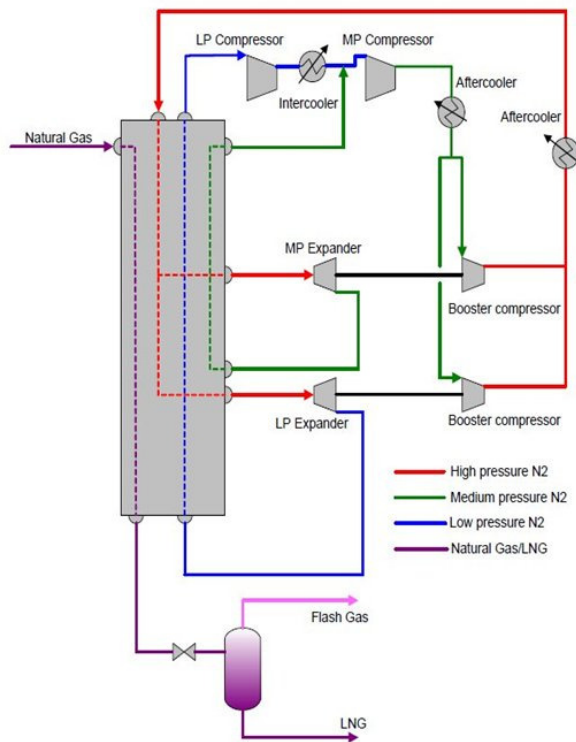 LP Compressor
MP Compressor
Intercooler
Aftercooler
Aftercooler
Natural Gas
MP Expander
Booster compressor
LP Expander
Booster compressor
High pressure N2
Medium pressure N2
Low pressure N2
Natural Gas/LNG
Flash Gas
LNG